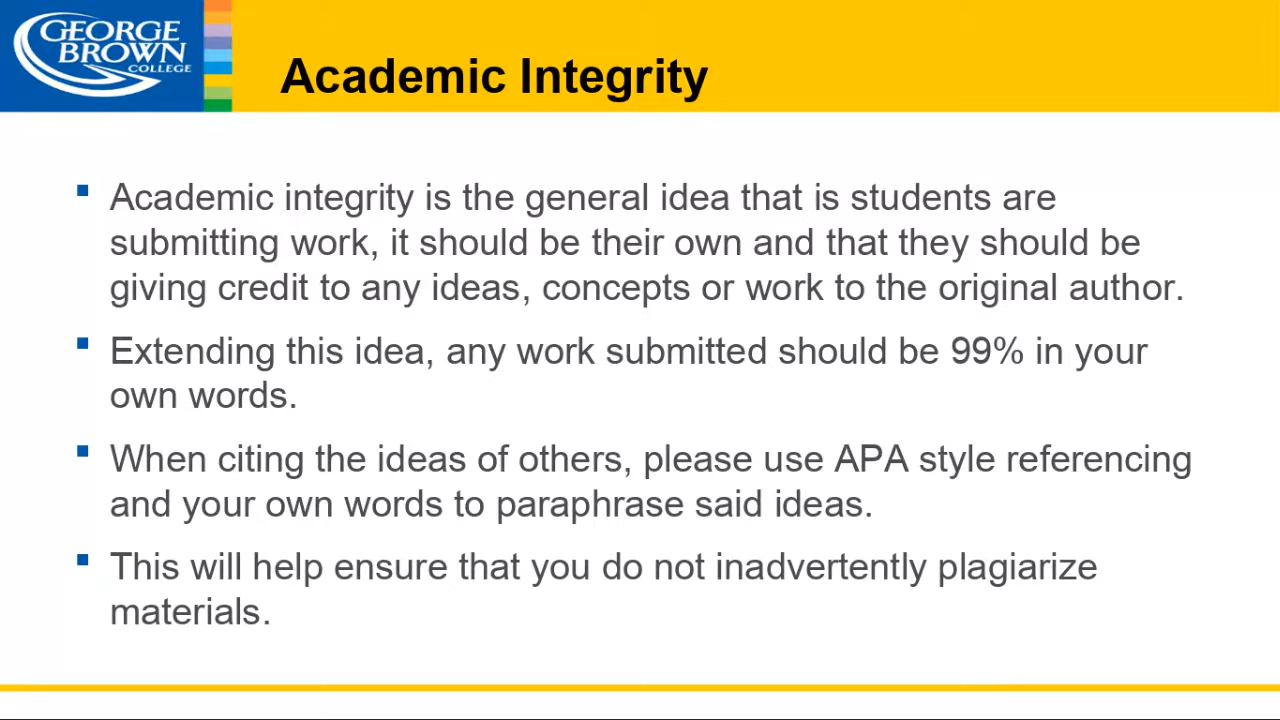 GEORGE
BROWN
COLLEGE
Academic Integrity
Academic integrity is the general idea that is students are
submitting work, it should be their own and that they should be
giving credit to any ideas, concepts or work to the original author.
Extending this idea, any work submitted should be 99% in your
own words.
When citing the ideas of others, please use APA style referencing
and your own words to paraphrase said ideas.
This will help ensure that you do not inadvertently plagiarize
materials.